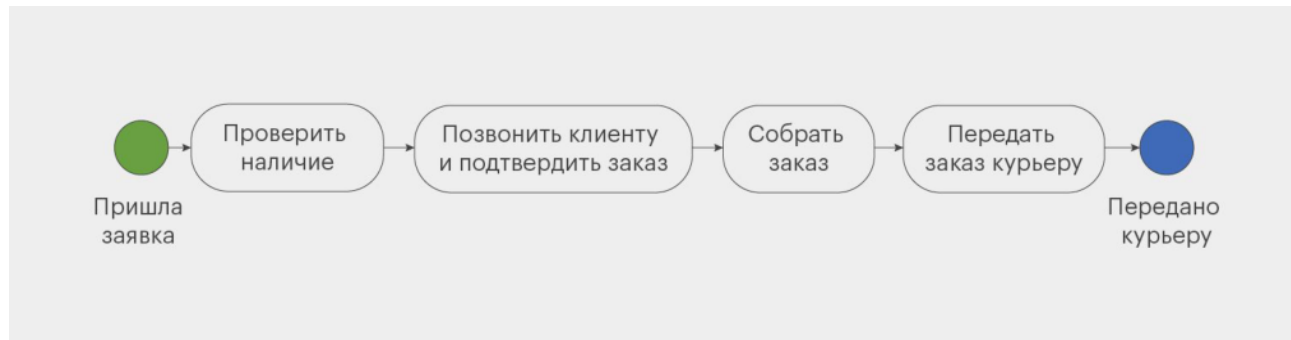 Пришла
заявка
Проверить
наличие
Позвонить клиенту
и подтвердить заказ
Собрать
заказ
Передать
заказ курьеру
Передано
курьеру